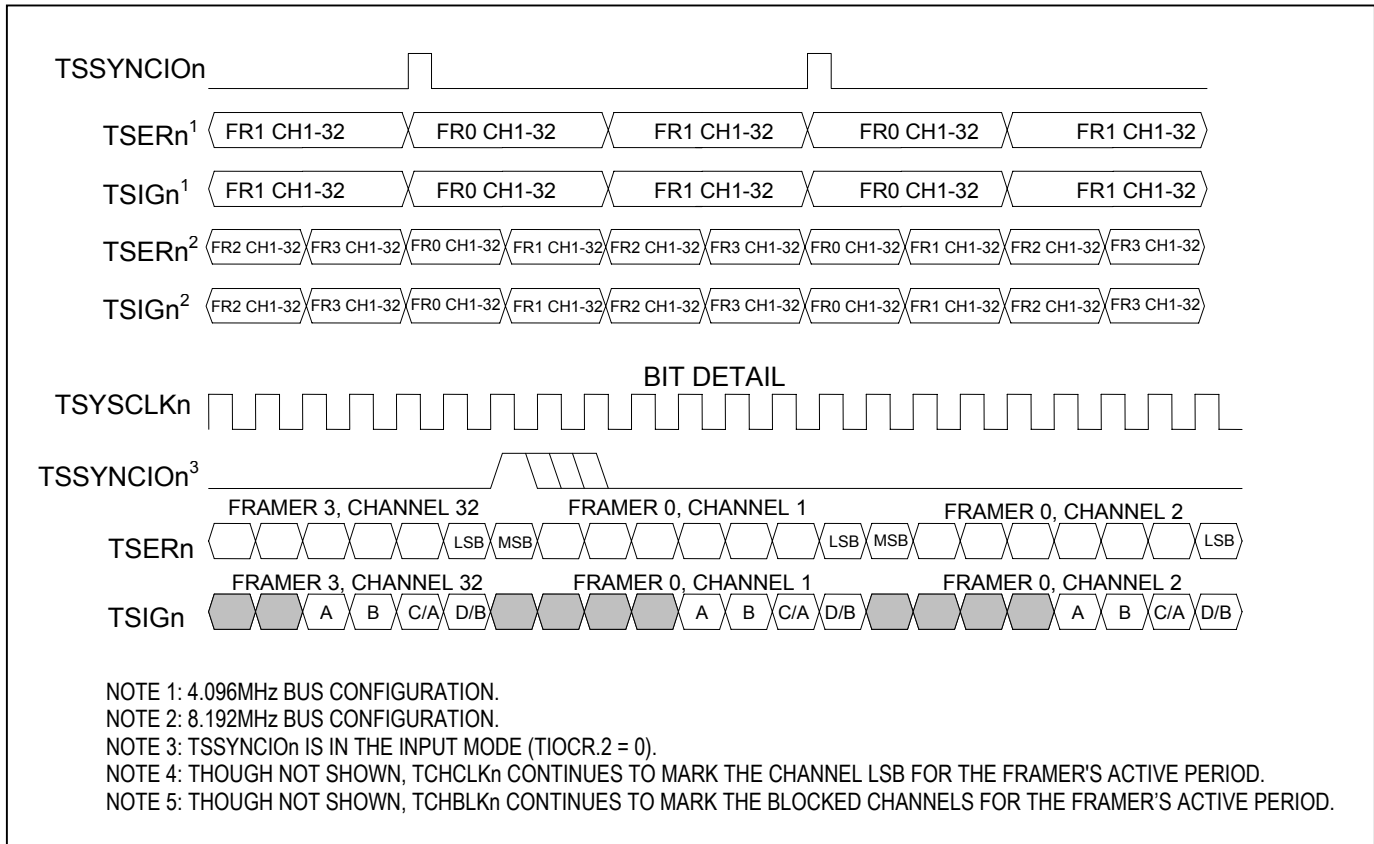 TSSYNCIOn
TSERn¹ FR1 CH1-32 FR0 CH1-32 FR1 CH1-32 FR0 CH1-32 FR1 CH1-32
TSIGn¹ FR1 CH1-32 FR0 CH1-32 FR1 CH1-32 FR0 CH1-32 FR1 CH1-32
TSERn² FR2 CH1-32 FR3 CH1-32 FR0 CH1-32 FR1 CH1-32 FR2 CH1-32 FR3 CH1-32 FR0 CH1-32 FR1 CH1-32 FR2 CH1-32 FR3 CH1-32
TSIGn² FR2 CH1-32 FR3 CH1-32 FR0 CH1-32 FR1 CH1-32 FR2 CH1-32 FR3 CH1-32 FR0 CH1-32 FR1 CH1-32 FR2 CH1-32 FR3 CH1-32
BIT DETAIL
TSYSCLKn
TSSYNCIOn³
FRAMER 3, CHANNEL 32 FRAMER 0, CHANNEL 1 FRAMER 0, CHANNEL 2
TSERn LSB MSB LSB MSB LSB
FRAMER 3, CHANNEL 32 FRAMER 0, CHANNEL 1 FRAMER 0, CHANNEL 2
TSIGn A B C/A D/B A B C/A D/B A B C/A D/B
NOTE 1: 4.096MHz BUS CONFIGURATION.
NOTE 2: 8.192MHz BUS CONFIGURATION.
NOTE 3: TSSYNCIOn IS IN THE INPUT MODE (TIOCR.2 = 0).
NOTE 4: THOUGH NOT SHOWN, TCHCLKn CONTINUES TO MARK THE CHANNEL LSB FOR THE FRAMER'S ACTIVE PERIOD.
NOTE 5: THOUGH NOT SHOWN, TCHBLKn CONTINUES TO MARK THE BLOCKED CHANNELS FOR THE FRAMER’S ACTIVE PERIOD.